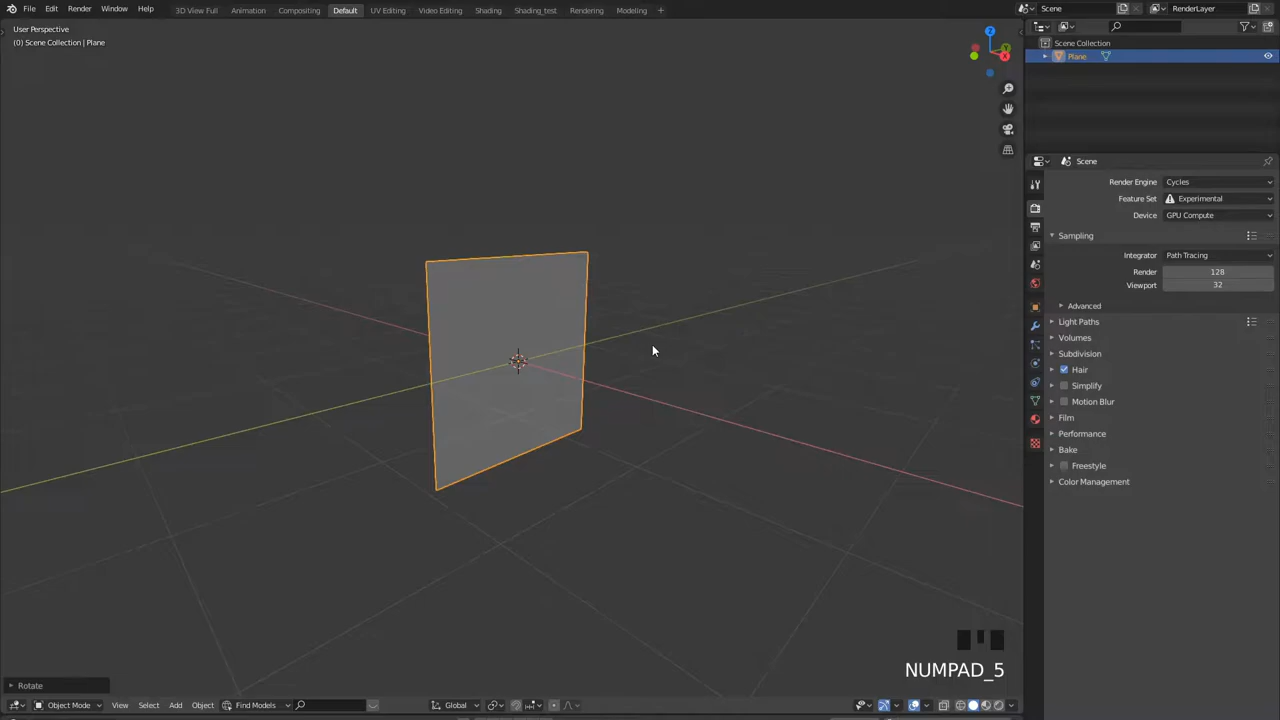 File Edit Render Window Help 3D View Full Animation Compositing Default UV Editing Video Editing Shading Shading_test Rendering Modeling + Scene RenderLayer
User Perspective
(0) Scene Collection | Plane
Z
Y
X
Scene Collection
Plane
Scene
Render Engine Cycles
Feature Set Experimental
Device GPU Compute
Sampling
Integrator Path Tracing
Render 128
Viewport 32
Advanced
Light Paths
Volumes
Subdivision
Hair
Simplify
Motion Blur
Film
Performance
Bake
Freestyle
Color Management
NUMPAD_5
Rotate
Object Mode View Select Add Object Find Models Global